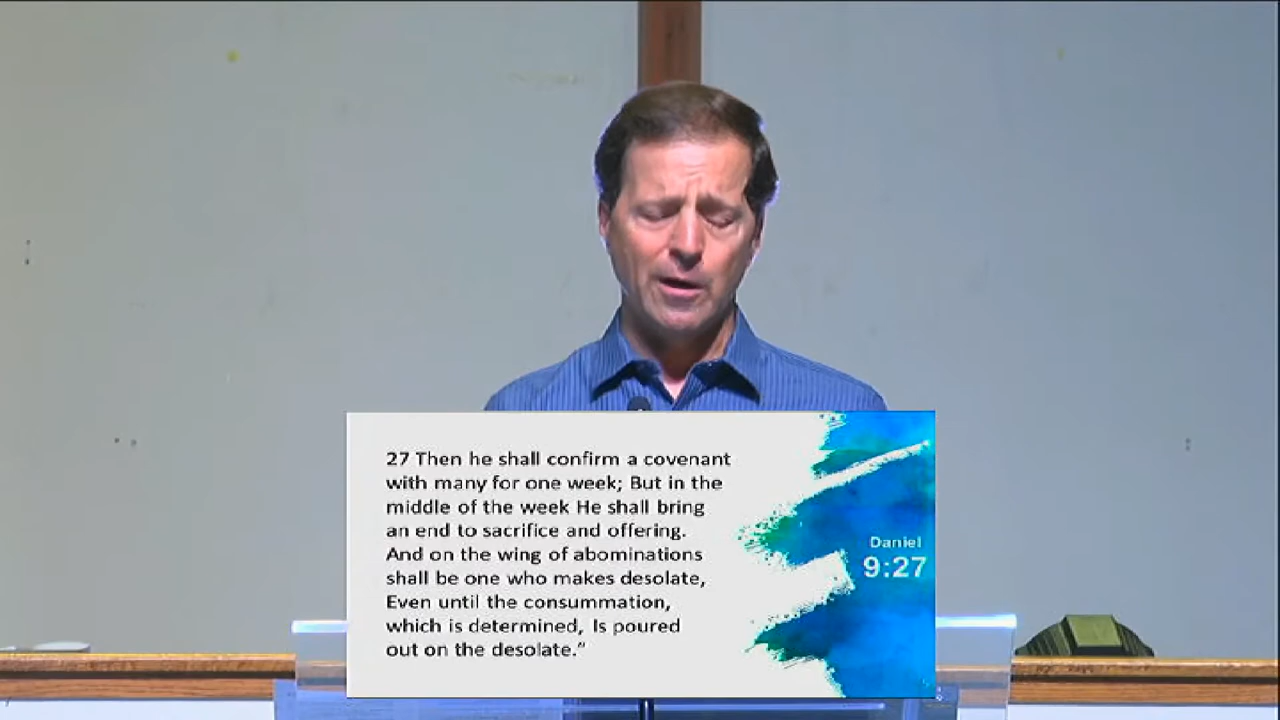 27 Then he shall confirm a covenant
with many for one week; But in the
middle of the week He shall bring
an end to sacrifice and offering.
And on the wing of abominations
shall be one who makes desolate,
Even until the consummation,
which is determined, Is poured
out on the desolate.”
Daniel
9:27